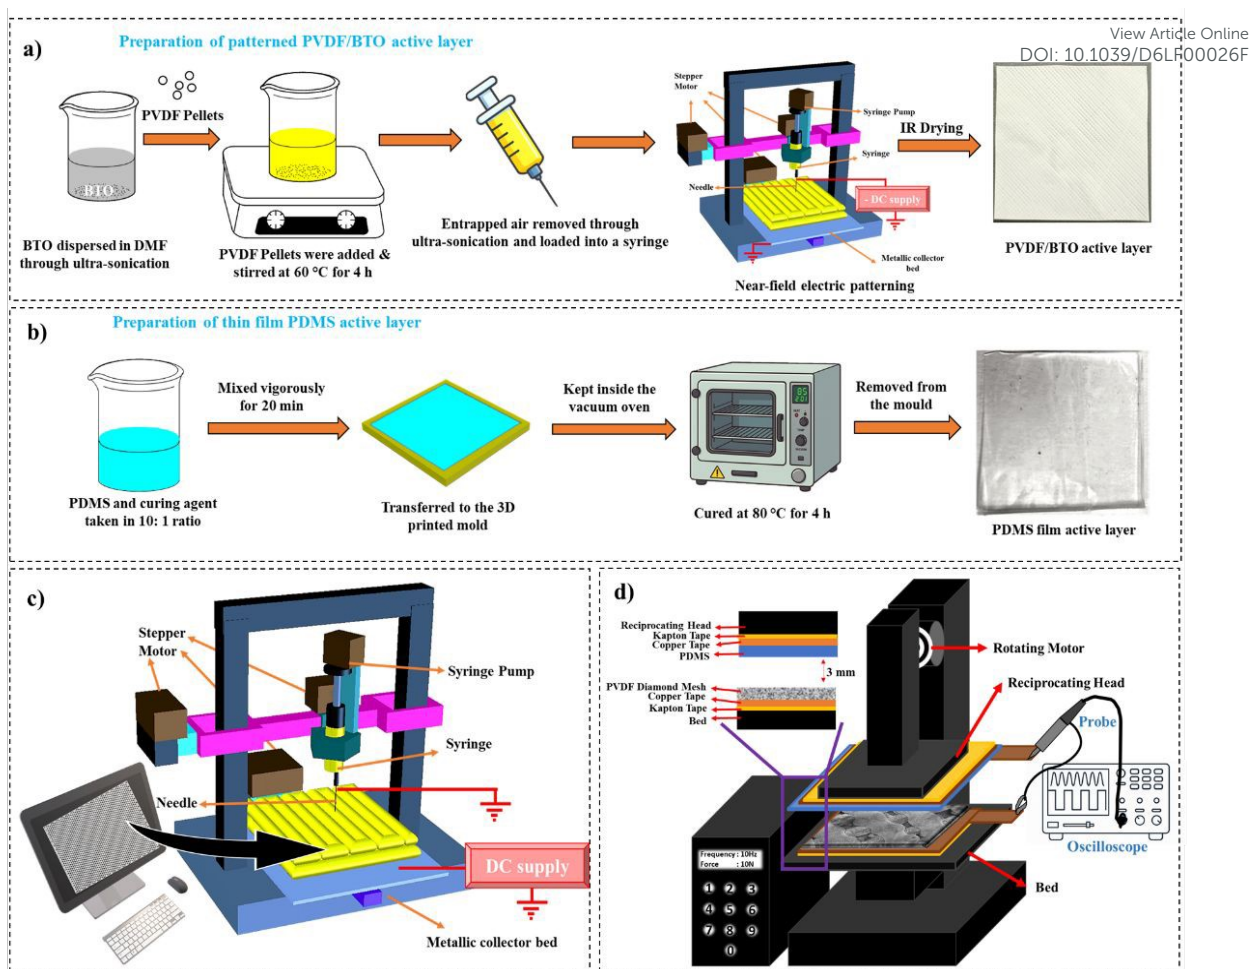 View Article Online
DOI: 10.1039/D6LF00026F
a)
Preparation of patterned PVDF/BTO active layer
PVDF Pellets
BTO
BTO dispersed in DMF
through ultra-sonication
PVDF Pellets were added &
stirred at 60 °C for 4 h
Entrapped air removed through
ultra-sonication and loaded into a syringe
Stepper
Motor
Syringe Pump
Syringe
Needle
- DC supply
Metallic collector
bed
Near-field electric patterning
IR Drying
PVDF/BTO active layer
b)
Preparation of thin film PDMS active layer
PDMS and curing agent
taken in 10: 1 ratio
Mixed vigorously
for 20 min
Transferred to the 3D
printed mold
Kept inside the
vacuum oven
Cured at 80 °C for 4 h
Removed from
the mould
PDMS film active layer
c)
Stepper
Motor
Syringe Pump
Syringe
Needle
DC supply
Metallic collector bed
d)
Reciprocating Head
Kapton Tape
Copper Tape
PDMS
3 mm
PVDF Diamond Mesh
Copper Tape
Kapton Tape
Bed
Rotating Motor
Reciprocating Head
Probe
Oscilloscope
Bed
Frequency: 10Hz
Force : 10N
1 2 3
4 5 6
7 8 9
0